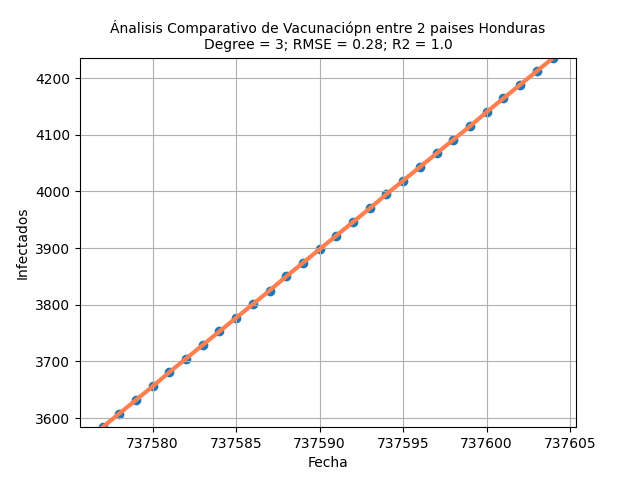 Ánalisis Comparativo de Vacunaciópn entre 2 paises Honduras
Degree = 3; RMSE = 0.28; R2 = 1.0
4200
4100
4000
3900
3800
3700
3600
Infectados
737580 737585 737590 737595 737600 737605
Fecha